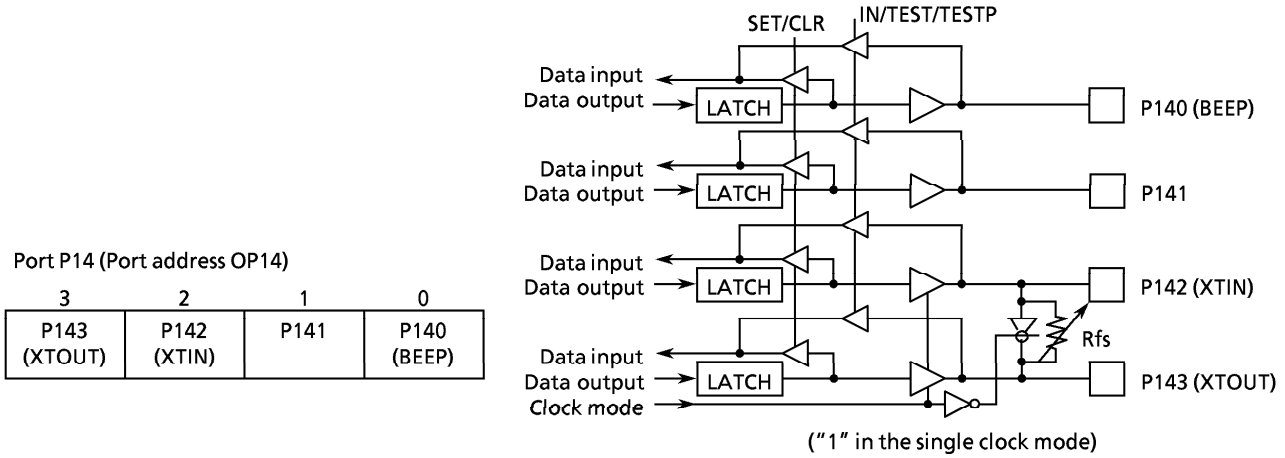 Port P14 (Port address OP14)
3 2 1 0
P143 (XTOUT) P142 (XTIN) P141 P140 (BEEP)
SET/CLR IN/TEST/TESTP
Data input
Data output LATCH P140 (BEEP)
Data input
Data output LATCH P141
Data input
Data output LATCH P142 (XTIN)
Rfs
Data input
Data output LATCH P143 (XTOUT)
Clock mode
("1" in the single clock mode)